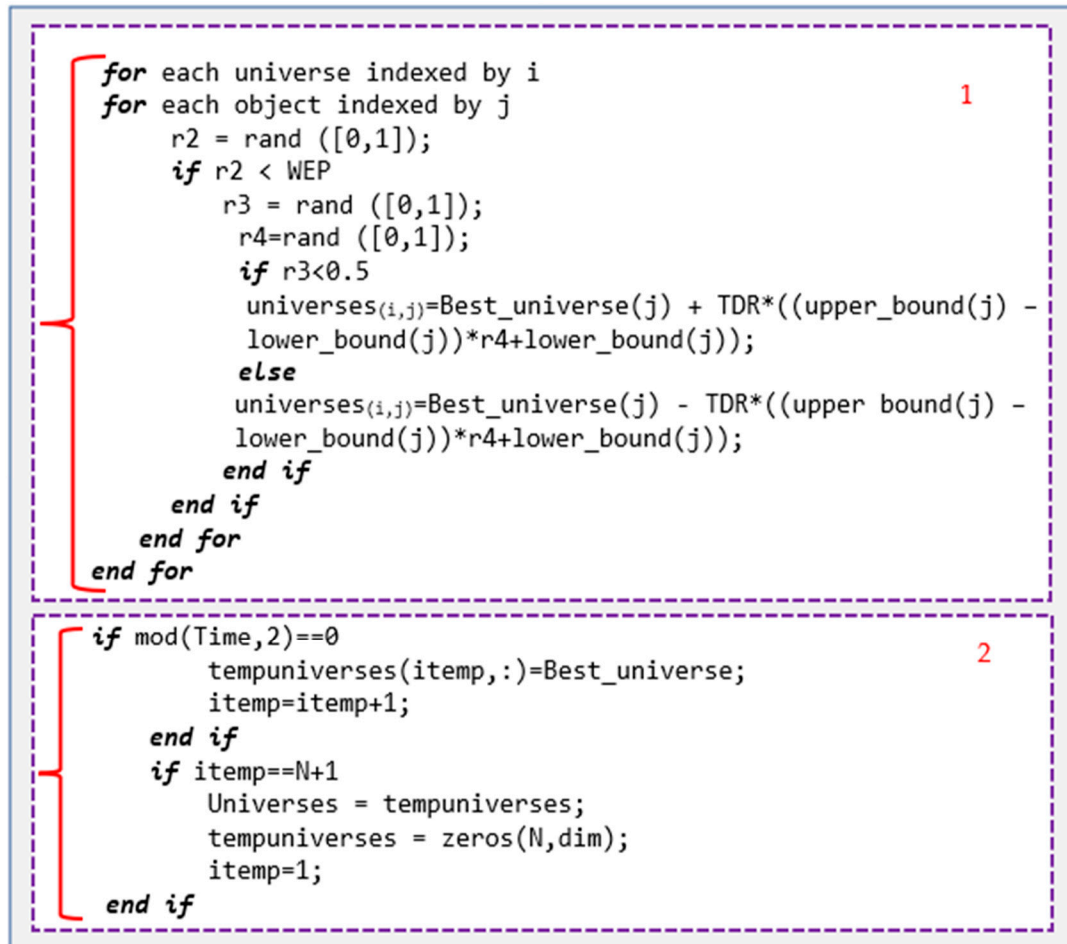 for each universe indexed by i
for each object indexed by j
1
r2 = rand ([0,1]);
if r2 < WEP
r3 = rand ([0,1]);
r4=rand ([0,1]);
if r3<0.5
universes(i,j)=Best_universe(j) + TDR*((upper_bound(j) –
lower_bound(j))*r4+lower_bound(j));
else
universes(i,j)=Best_universe(j) - TDR*((upper bound(j) –
lower_bound(j))*r4+lower_bound(j));
end if
end if
end for
end for
if mod(Time,2)==0
2
tempuniverses(itemp,:)=Best_universe;
itemp=itemp+1;
end if
if itemp==N+1
Universes = tempuniverses;
tempuniverses = zeros(N,dim);
itemp=1;
end if